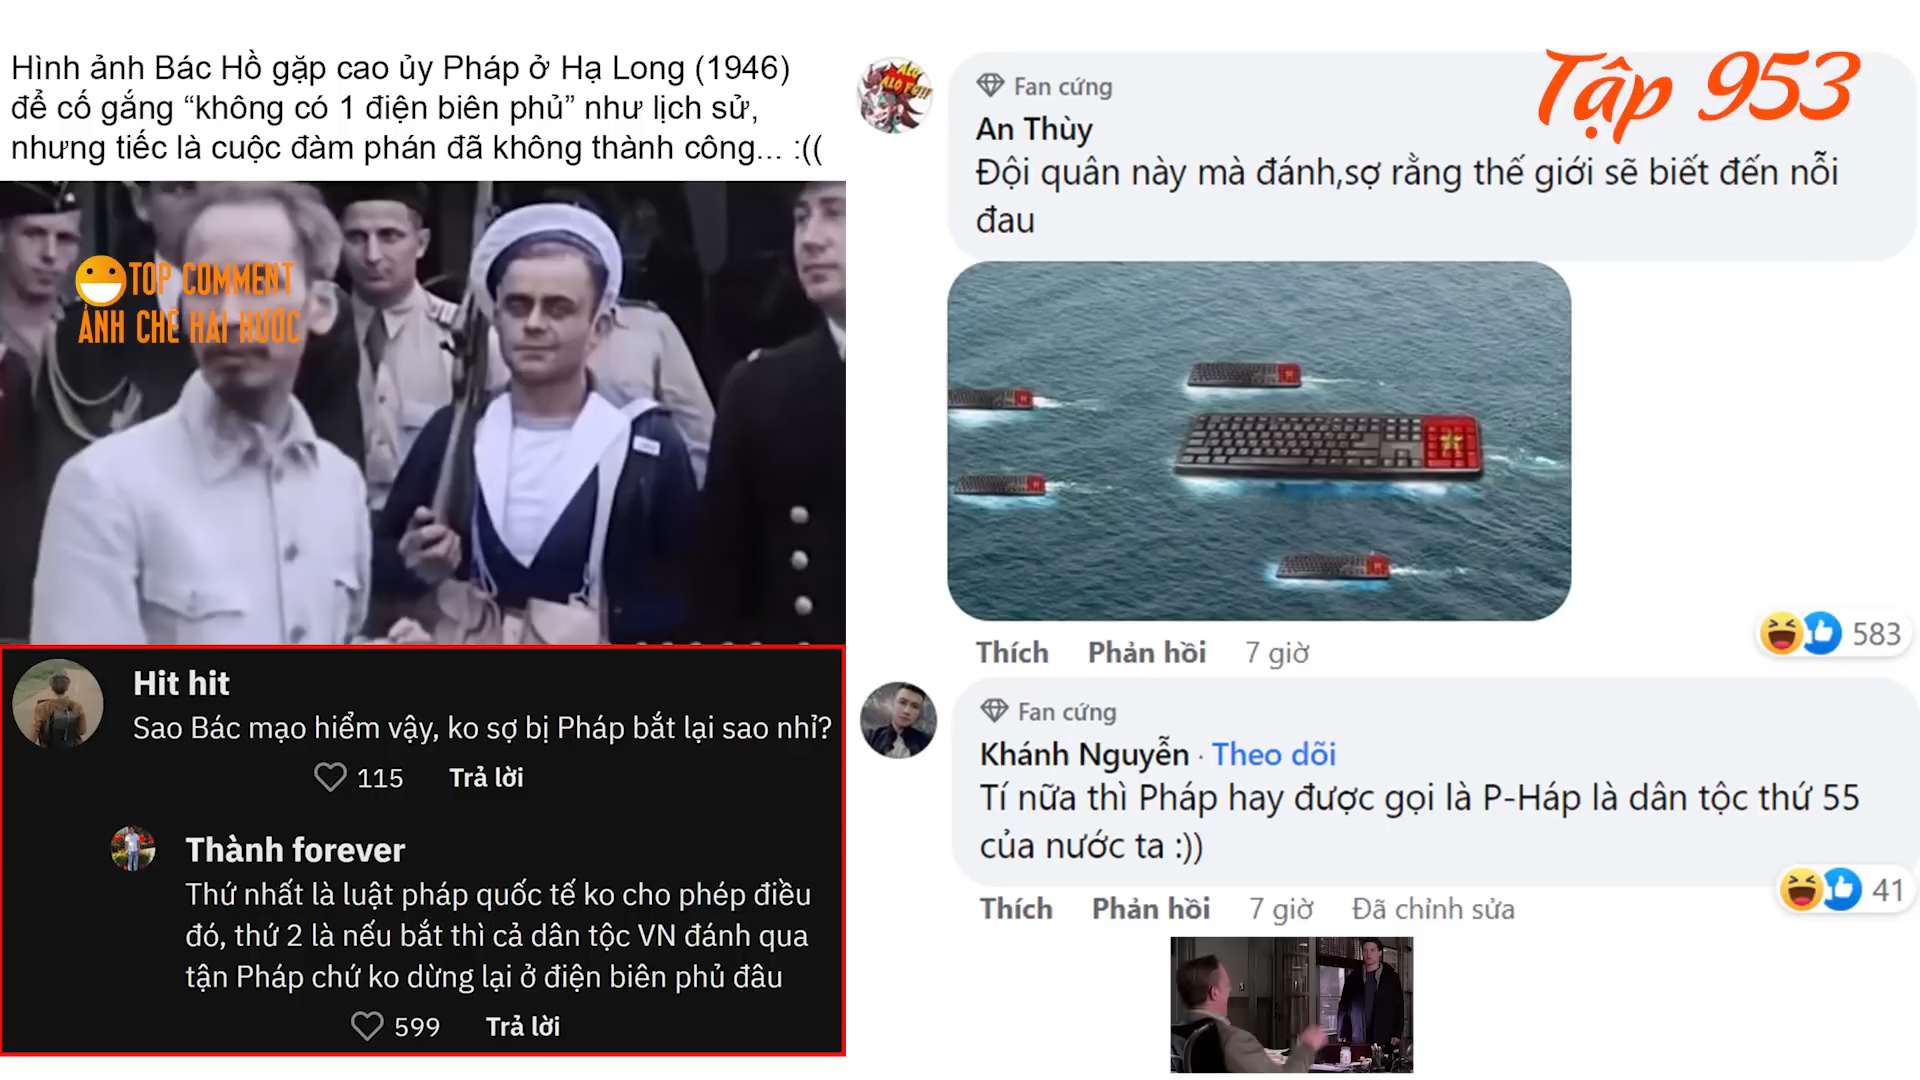 Hình ảnh Bác Hồ gặp cao ủy Pháp ở Hạ Long (1946)
để cố gắng “không có 1 điện biên phủ” như lịch sử,
nhưng tiếc là cuộc đàm phán đã không thành công... :((
TOP COMMENT
ẢNH CHẾ HÀI HƯỚC
Hit hit
Sao Bác mạo hiểm vậy, ko sợ bị Pháp bắt lại sao nhỉ?
115 Trả lời
Thành forever
Thứ nhất là luật pháp quốc tế ko cho phép điều
đó, thứ 2 là nếu bắt thì cả dân tộc VN đánh qua
tận Pháp chứ ko dừng lại ở điện biên phủ đâu
599 Trả lời
Tập 953
ALO
ALO
Fan cứng
An Thùy
Đội quân này mà đánh,sợ rằng thế giới sẽ biết đến nỗi
đau
583
Thích Phản hồi 7 giờ
Fan cứng
Khánh Nguyễn · Theo dõi
Tí nữa thì Pháp hay được gọi là P-Háp là dân tộc thứ 55
của nước ta :))
41
Thích Phản hồi 7 giờ Đã chỉnh sửa